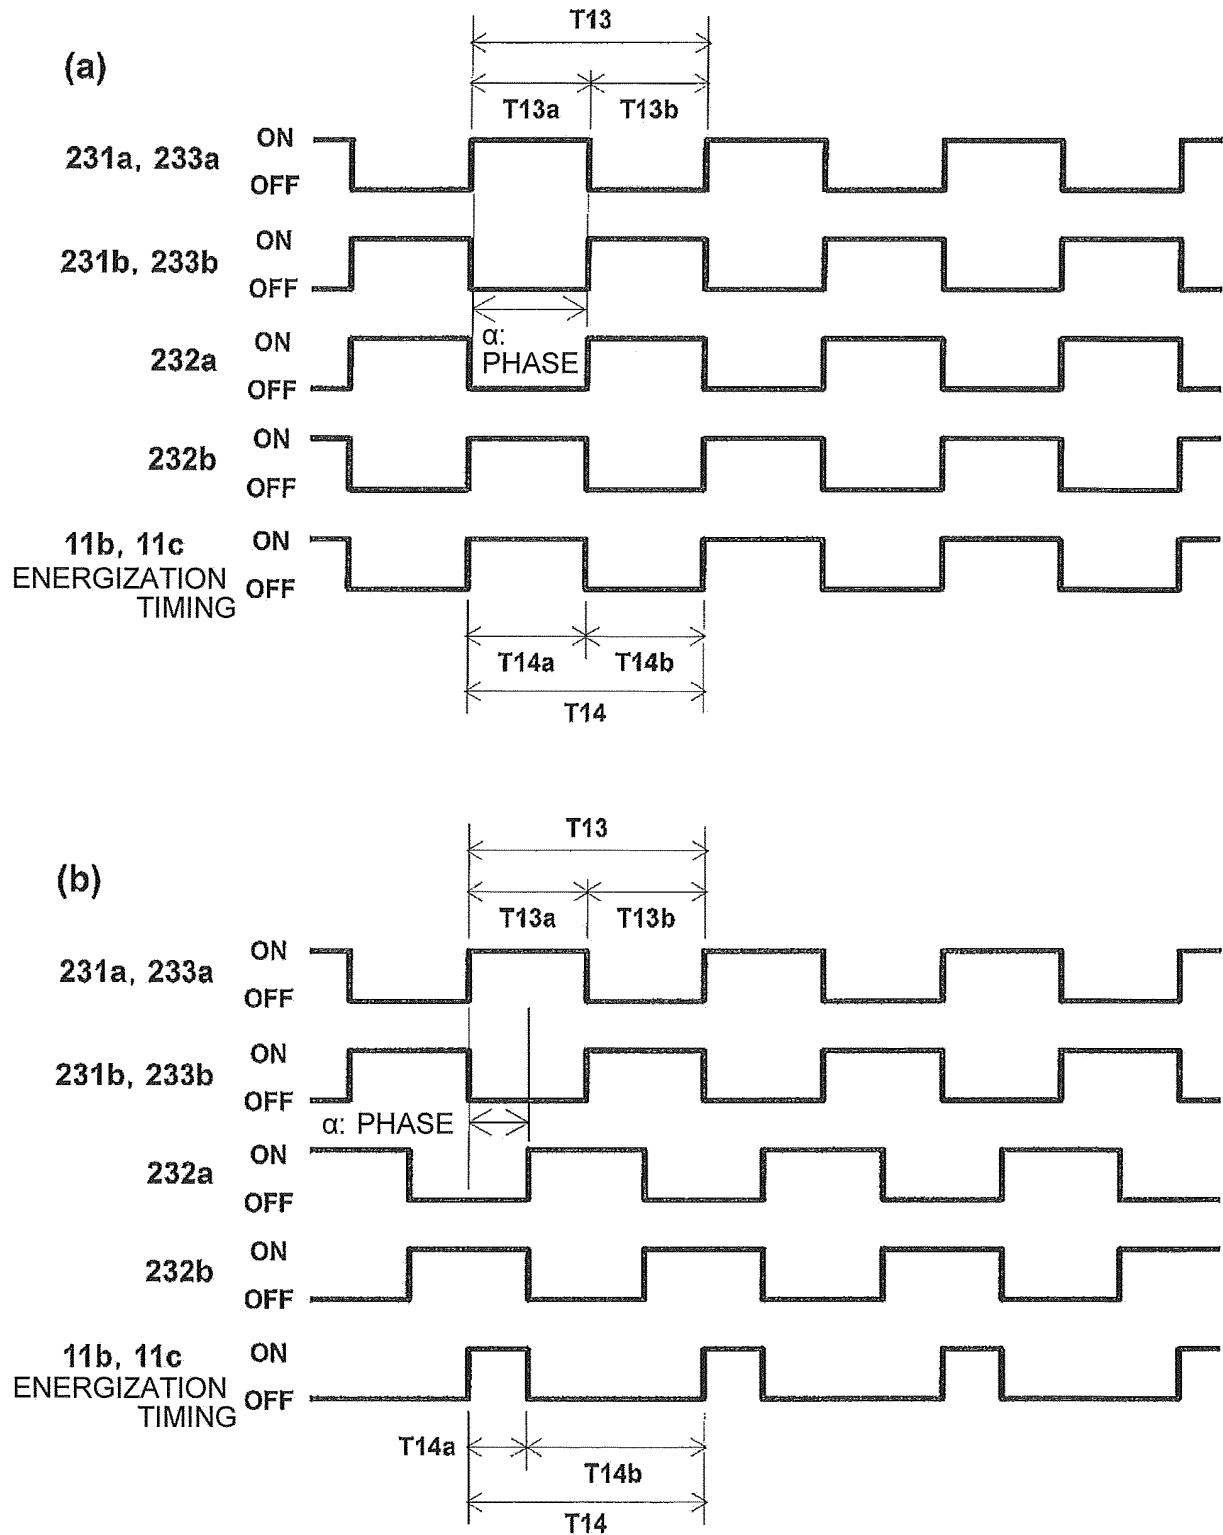 T13
(a)
T13a T13b
231a, 233a ON
OFF
231b, 233b ON
OFF
α:
PHASE
232a ON
OFF
232b ON
OFF
11b, 11c ON
ENERGIZATION
TIMING OFF
T14a T14b
T14
T13
(b)
T13a T13b
231a, 233a ON
OFF
231b, 233b ON
OFF
α: PHASE
232a ON
OFF
232b ON
OFF
11b, 11c ON
ENERGIZATION
TIMING OFF
T14a
T14b
T14